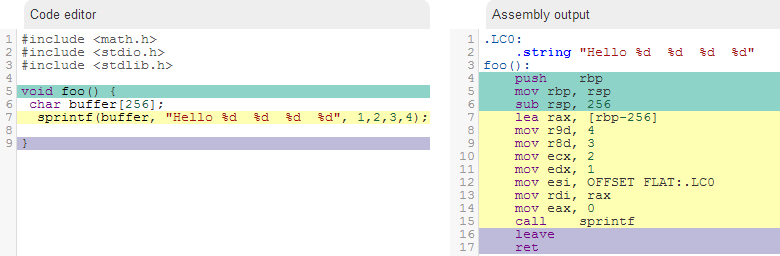 Code editor
1 #include <math.h>
2 #include <stdio.h>
3 #include <stdlib.h>
4
5 void foo() {
6 char buffer[256];
7 sprintf(buffer, "Hello %d  %d  %d  %d", 1,2,3,4);
8
9 }
Assembly output
1 .LC0:
2 .string "Hello %d  %d  %d  %d"
3 foo():
4 push rbp
5 mov rbp, rsp
6 sub rsp, 256
7 lea rax, [rbp-256]
8 mov r9d, 4
9 mov r8d, 3
10 mov ecx, 2
11 mov edx, 1
12 mov esi, OFFSET FLAT:.LC0
13 mov rdi, rax
14 mov eax, 0
15 call sprintf
16 leave
17 ret